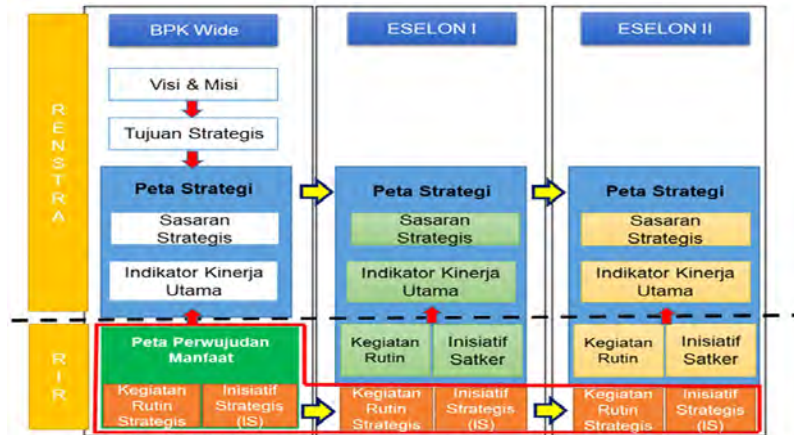 BPK Wide
ESELON I
ESELON II
RENSTRA
Visi & Misi
Tujuan Strategis
Peta Strategi
Sasaran
Strategis
Indikator Kinerja
Utama
Peta Strategi
Sasaran
Strategis
Indikator Kinerja
Utama
Peta Strategi
Sasaran
Strategis
Indikator Kinerja
Utama
RIR
Peta Perwujudan
Manfaat
Kegiatan
Rutin
Strategis
Inisiatif
Strategis
(IS)
Kegiatan
Rutin
Inisiatif
Satker
Kegiatan
Rutin
Strategis
Inisiatif
Strategis
(IS)
Kegiatan
Rutin
Inisiatif
Satker
Kegiatan
Rutin
Strategis
Inisiatif
Strategis
(IS)